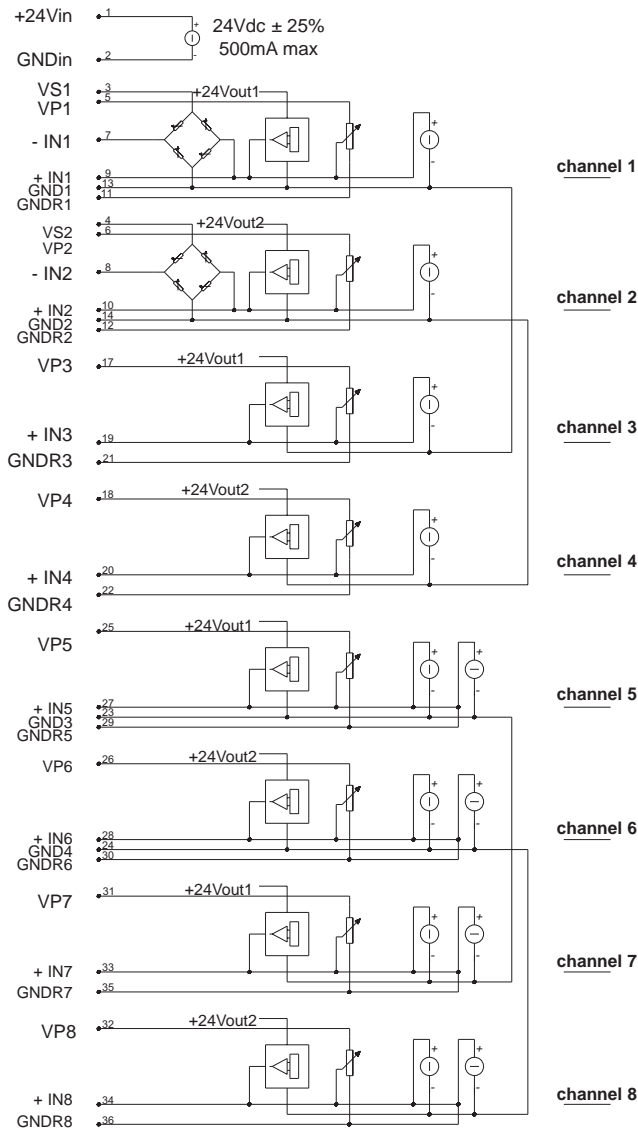 +24Vin 1
24Vdc ± 25%
500mA max
GNDin 2
VS1 3 +24Vout1
VP1 5
- IN1 7 + -
+ IN1 9
GND1 13
GNDR1 11
channel 1
4 +24Vout2
VS2 6
VP2
- IN2 8 + -
+ IN2 10
GND2 14
GNDR2 12
channel 2
VP3 17 +24Vout1
+ -
+ IN3 19
GNDR3 21
channel 3
VP4 18 +24Vout2
+ -
+ IN4 20
GNDR4 22
channel 4
VP5 25 +24Vout1
+ - + -
+ IN5 27
GND3 23
GNDR5 29
channel 5
VP6 26 +24Vout2
+ - + -
+ IN6 28
GND4 24
GNDR6 30
channel 6
VP7 31 +24Vout1
+ - + -
+ IN7 33
GNDR7 35
channel 7
VP8 32 +24Vout2
+ - + -
+ IN8 34
GNDR8 36
channel 8